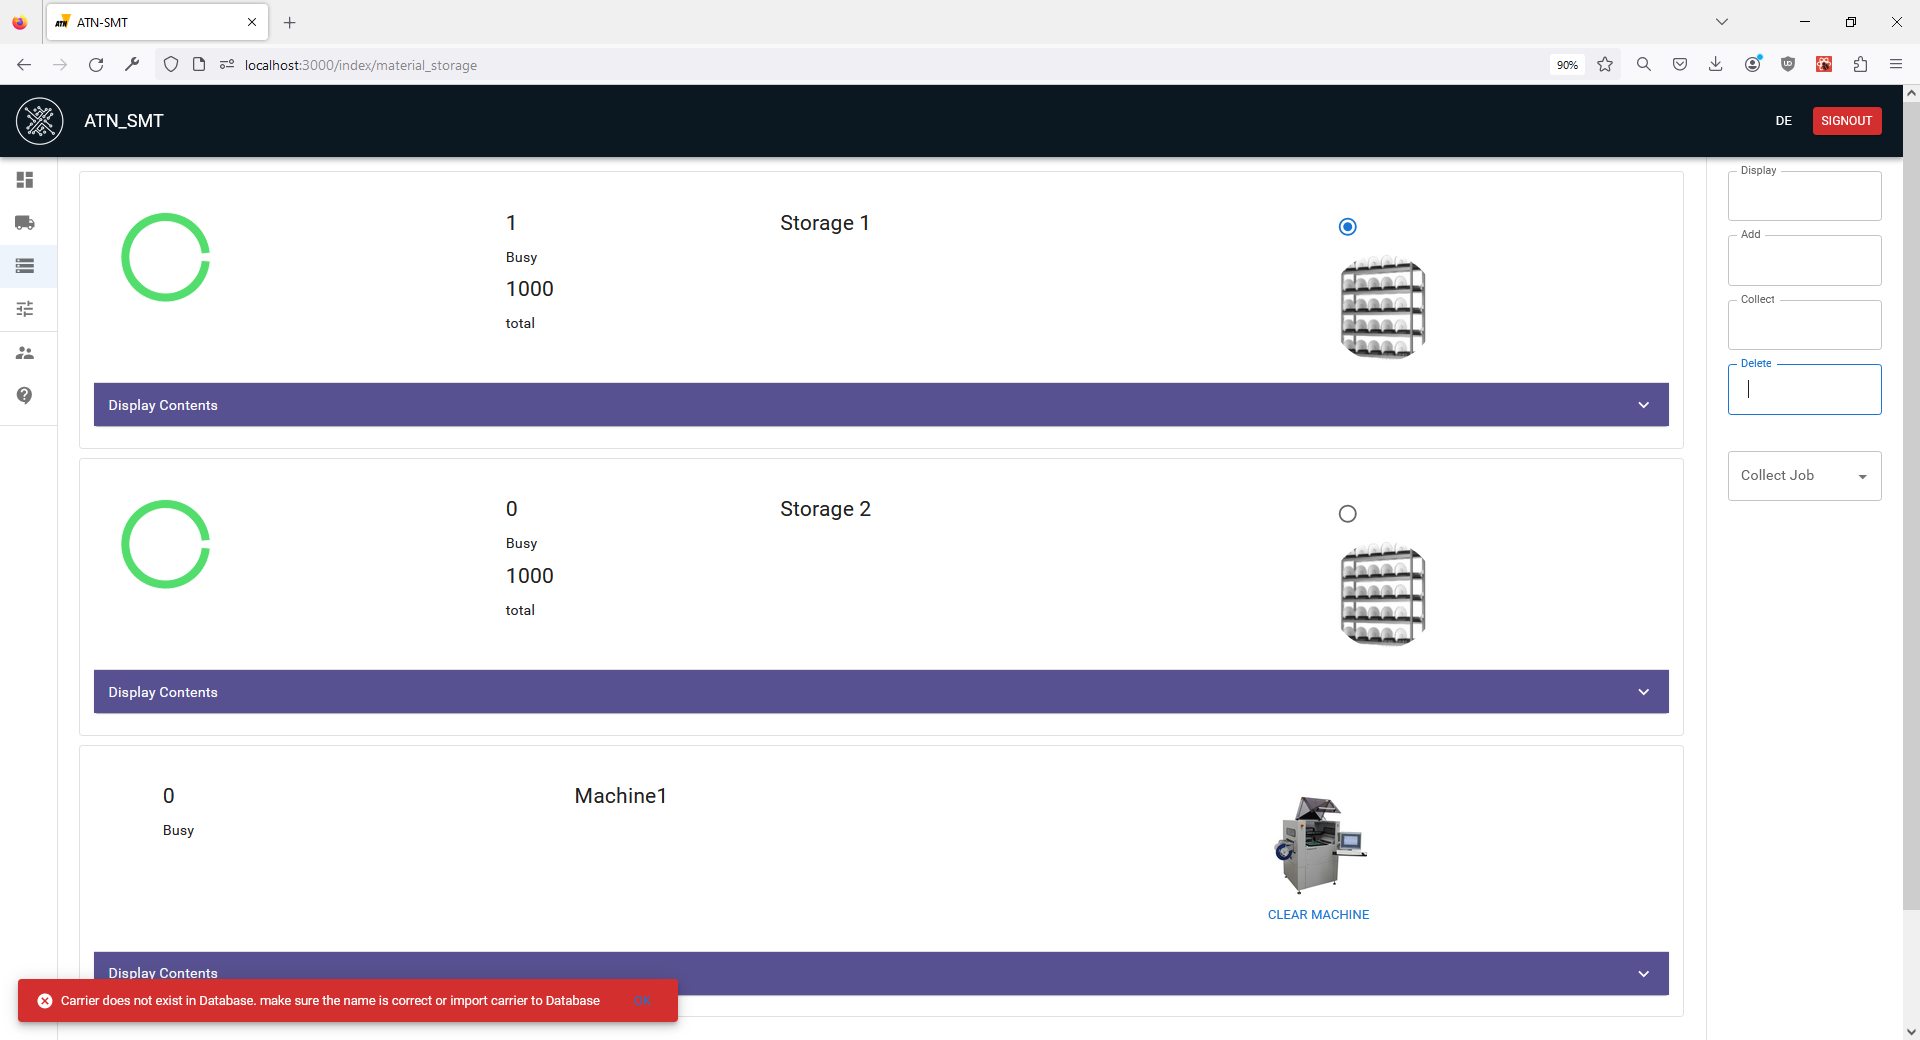 ATN-SMT
localhost:3000/index/material_storage
90%
ATN_SMT
DE
SIGNOUT
1
Busy
1000
total
Storage 1
Display Contents
0
Busy
1000
total
Storage 2
Display Contents
0
Busy
Machine1
CLEAR MACHINE
Display Contents
Carrier does not exist in Database. make sure the name is correct or import carrier to Database
OK
Display
Add
Collect
Delete
Collect Job